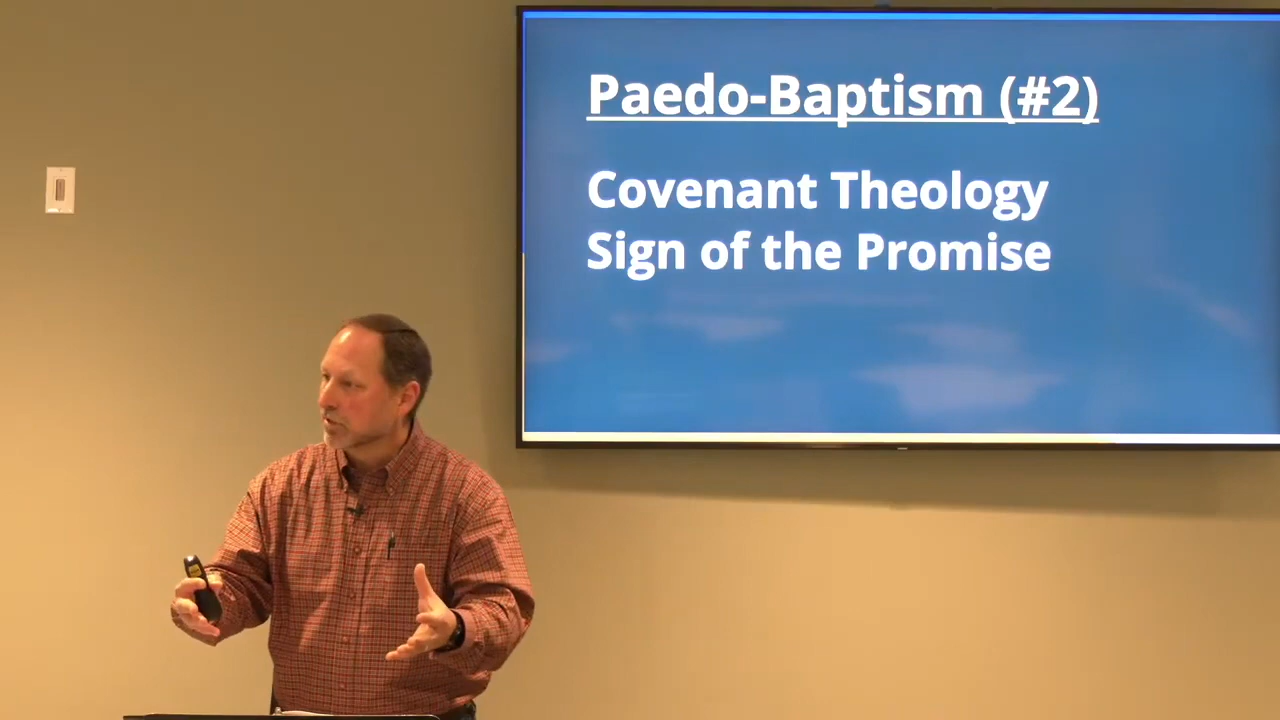 Paedo-Baptism (#2)
Covenant Theology
Sign of the Promise